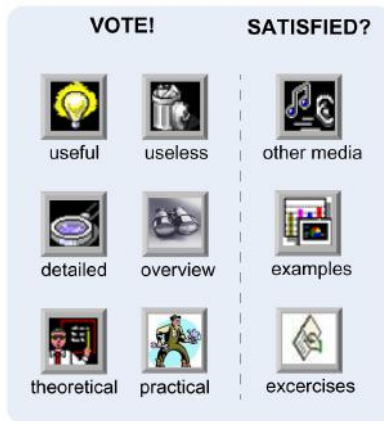 VOTE! SATISFIED?
useful useless other media
detailed overview examples
theoretical practical excercises